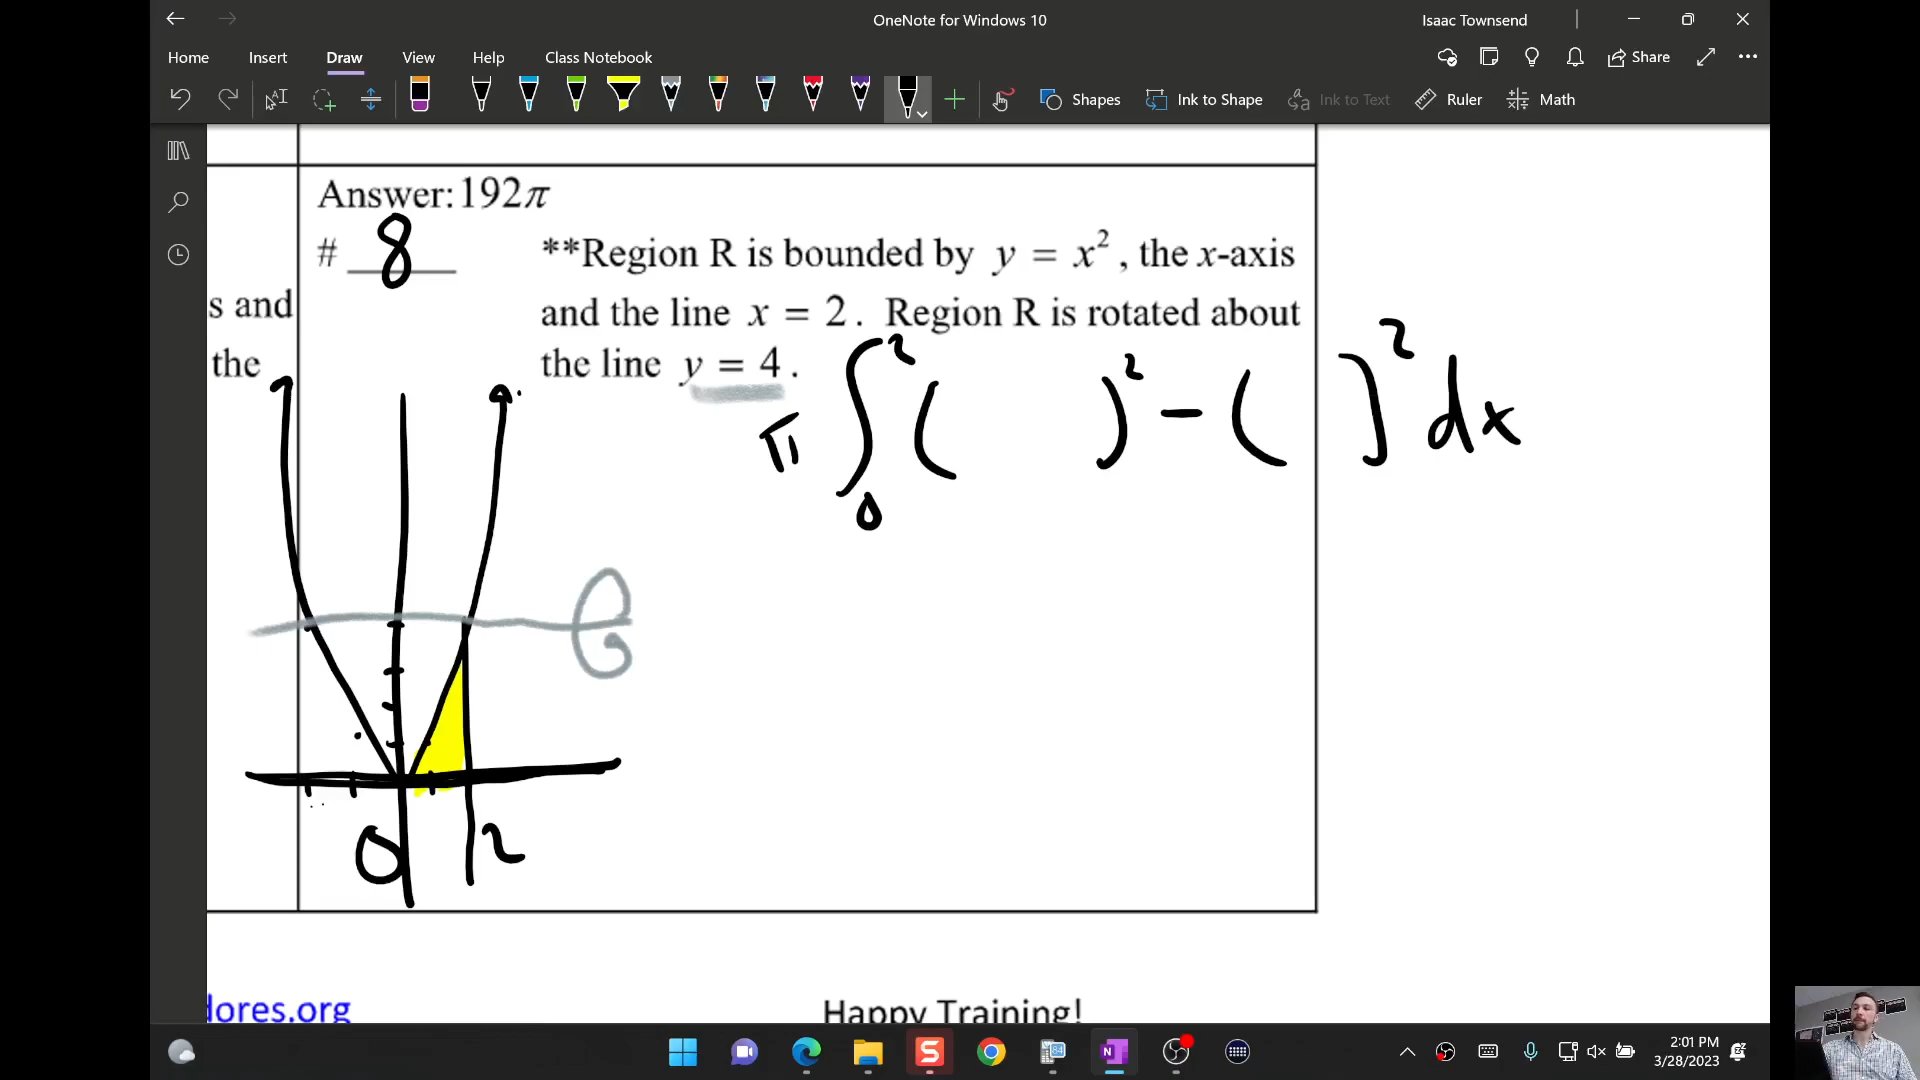 OneNote for Windows 10
Isaac Townsend
Home Insert Draw View Help Class Notebook
Share
Shapes Ink to Shape Ink to Text Ruler Math
Answer: 192π
# 8
**Region R is bounded by y = x², the x-axis
and the line x = 2. Region R is rotated about
the line y = 4.
s and
the
π ∫₀² ( )² − ( )² dx
0 2
dores.org
Happy Training!
2:01 PM
3/28/2023